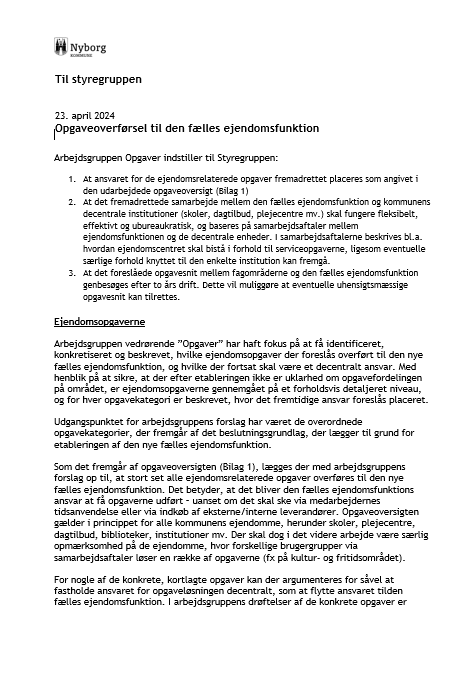 Nyborg
KOMMUNE
Til styregruppen
23. april 2024
Opgaveoverførsel til den fælles ejendomsfunktion
Arbejdsgruppen Opgaver indstiller til Styregruppen:
1. At ansvaret for de ejendomsrelaterede opgaver fremadrettet placeres som angivet i
den udarbejdede opgaveoversigt (Bilag 1)
2. At det fremadrettede samarbejde mellem den fælles ejendomsfunktion og kommunens
decentrale institutioner (skoler, dagtilbud, plejecentre mv.) skal fungere fleksibelt,
effektivt og ubureaukratisk, og baseres på samarbejdsaftaler mellem
ejendomsfunktionen og de decentrale enheder. I samarbejdsaftalerne beskrives bl.a.
hvordan ejendomscentret skal bistå i forhold til serviceopgaverne, ligesom eventuelle
særlige forhold knyttet til den enkelte institution kan fremgå.
3. At det foreslåede opgavesnit mellem fagområderne og den fælles ejendomsfunktion
genbesøges efter to års drift. Dette vil muliggøre at eventuelle uhensigtsmæssige
opgavesnit kan tilrettes.
Ejendomsopgaverne
Arbejdsgruppen vedrørende ”Opgaver” har haft fokus på at få identificeret,
konkretiseret og beskrevet, hvilke ejendomsopgaver der foreslås overført til den nye
fælles ejendomsfunktion, og hvilke der fortsat skal være et decentralt ansvar. Med
henblik på at sikre, at der efter etableringen ikke er uklarhed om opgavefordelingen
på området, er ejendomsopgaverne gennemgået på et forholdsvis detaljeret niveau,
og for hver opgavekategori er beskrevet, hvor det fremtidige ansvar foreslås placeret.
Udgangspunktet for arbejdsgruppens forslag har været de overordnede
opgavekategorier, der fremgår af det beslutningsgrundlag, der lægger til grund for
etableringen af den nye ejendomsfunktion.
Som det fremgår af opgaveoversigten (Bilag 1), lægges der med arbejdsgruppens
forslag op til, at stort set alle ejendomsrelaterede opgaver overføres til den nye
fælles ejendomsfunktion. Det betyder, at det bliver den fælles ejendomsfunktions
ansvar at få opgaverne udført – uanset om det skal ske via medarbejdernes
tidsanvendelse eller via indkøb af eksterne/interne leverandører. Opgaveoversigten
gælder i princippet for alle kommunens ejendomme, herunder skoler, plejecentre,
dagtilbud, biblioteker, institutioner mv. Der skal dog i det videre arbejde være særlig
opmærksomhed på de ejendomme, hvor forskellige brugergrupper via
samarbejdsaftaler løser en række af opgaverne (fx på kultur- og fritidsområdet).
For nogle af de konkrete, kortlagte opgaver kan der argumenteres for såvel at
fastholde ansvaret for opgaveløsningen decentralt, som at flytte ansvaret tilden
fælles ejendomsfunktion. I arbejdsgruppens drøftelser af de konkrete opgaver er